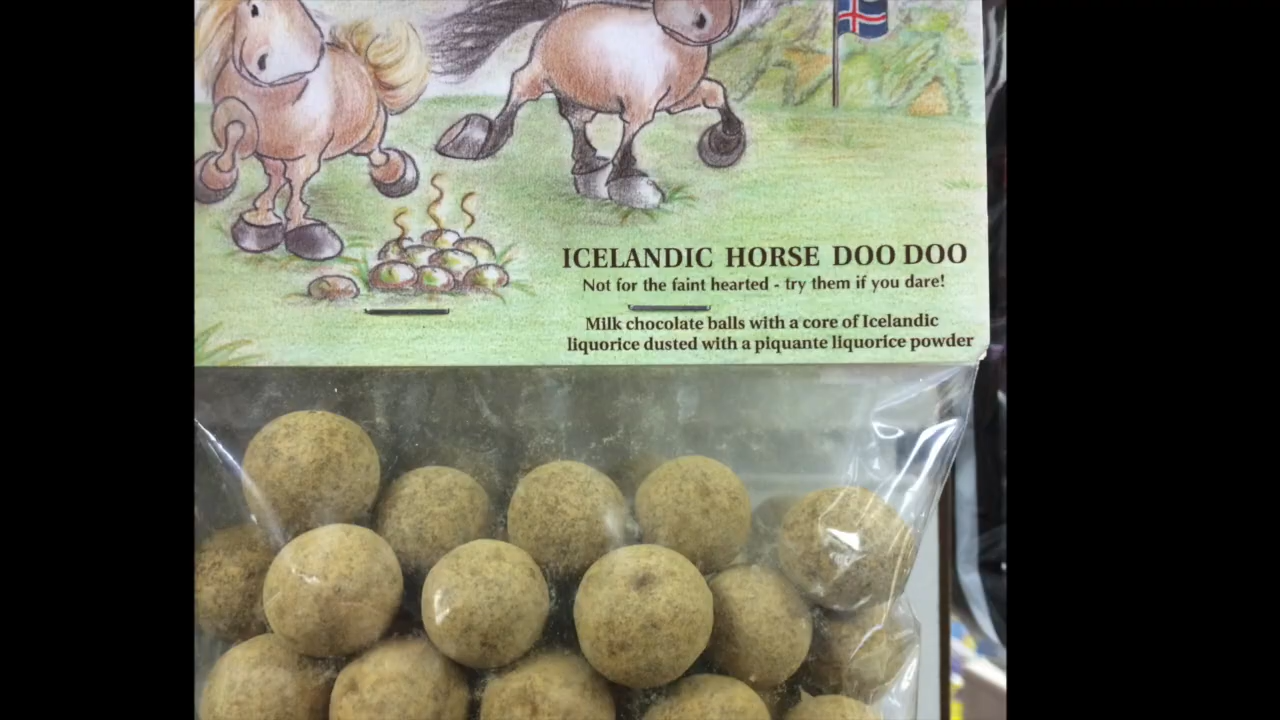 ICELANDIC HORSE DOO DOO
Not for the faint hearted - try them if you dare!
Milk chocolate balls with a core of Icelandic
liquorice dusted with a piquante liquorice powder